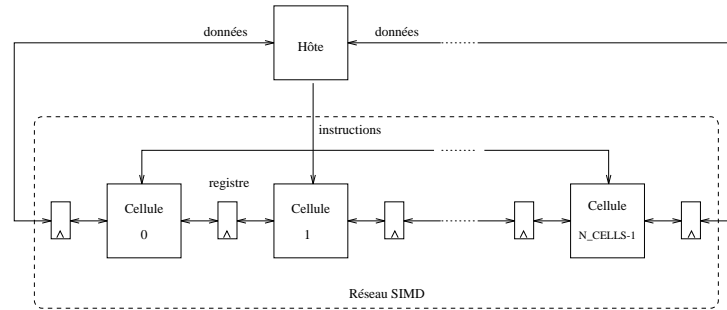 données
Hôte
données
instructions
registre
Cellule
0
Cellule
1
Cellule
N_CELLS-1
Réseau SIMD